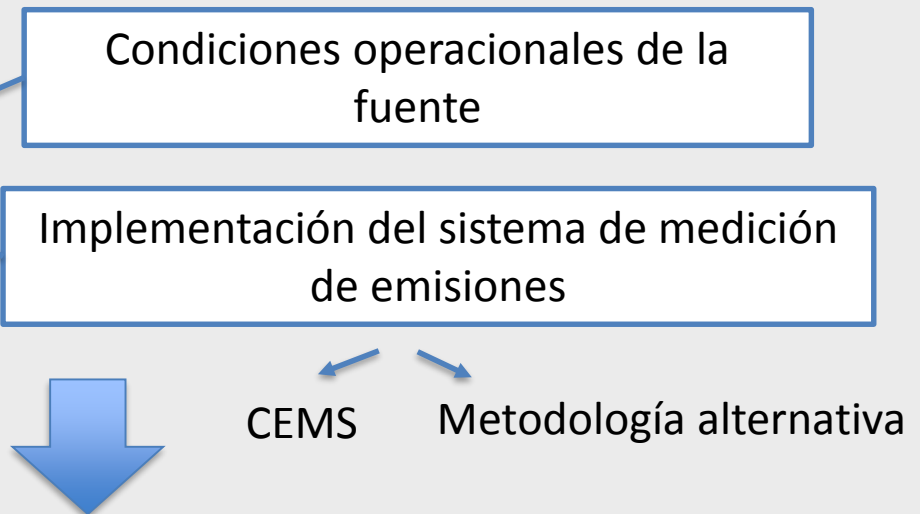 Condiciones operacionales de la
fuente
Implementación del sistema de medición
de emisiones
CEMS
Metodología alternativa